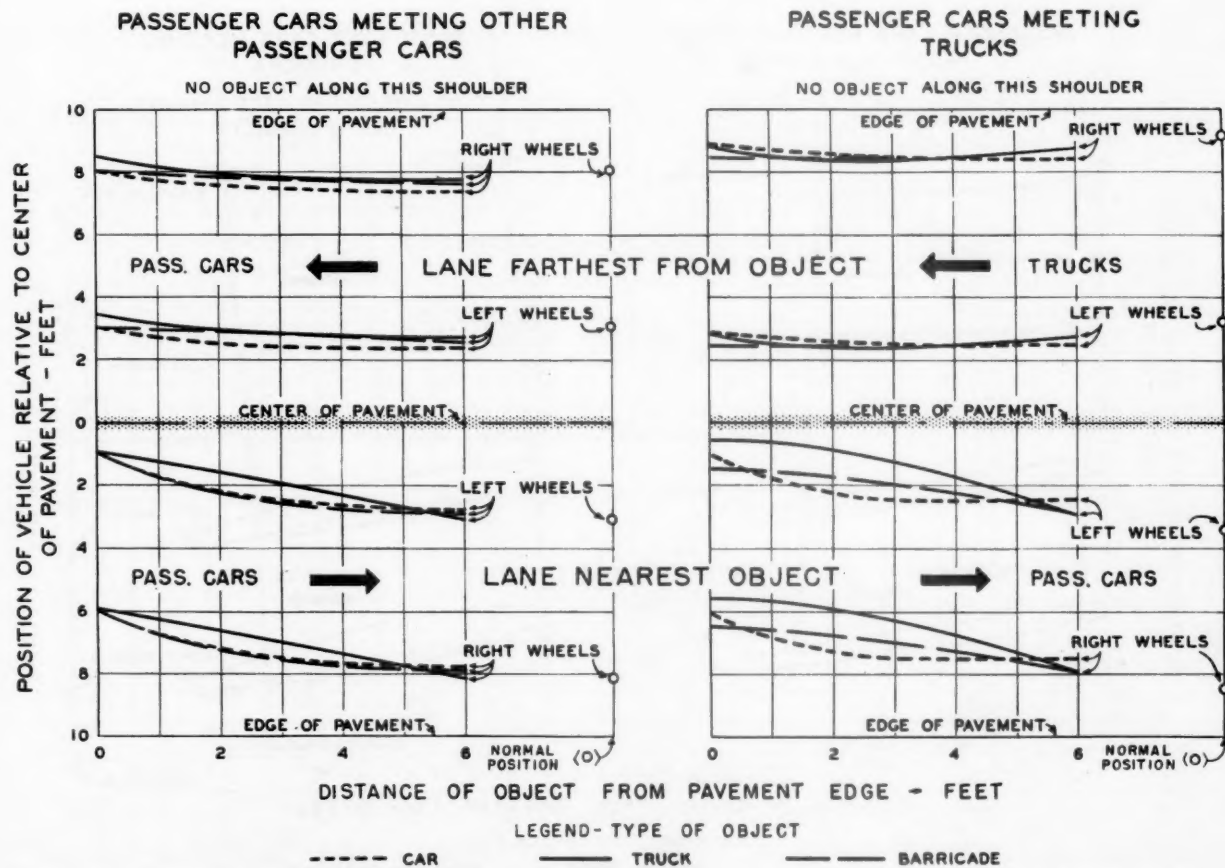 PASSENGER CARS MEETING OTHER
PASSENGER CARS
NO OBJECT ALONG THIS SHOULDER
PASSENGER CARS MEETING
TRUCKS
NO OBJECT ALONG THIS SHOULDER
POSITION OF VEHICLE RELATIVE TO CENTER
OF PAVEMENT - FEET
10
8
6
4
2
0
2
4
6
8
10
EDGE OF PAVEMENT
RIGHT WHEELS
PASS. CARS
LEFT WHEELS
CENTER OF PAVEMENT
LEFT WHEELS
PASS. CARS
RIGHT WHEELS
EDGE OF PAVEMENT
LANE FARTHEST FROM OBJECT
LANE NEAREST OBJECT
EDGE OF PAVEMENT
RIGHT WHEELS
TRUCKS
LEFT WHEELS
CENTER OF PAVEMENT
LEFT WHEELS
PASS. CARS
RIGHT WHEELS
EDGE OF PAVEMENT
0 2 4 6 NORMAL POSITION (O)
0 2 4 6 NORMAL POSITION (O)
DISTANCE OF OBJECT FROM PAVEMENT EDGE - FEET
LEGEND-TYPE OF OBJECT
CAR TRUCK BARRICADE